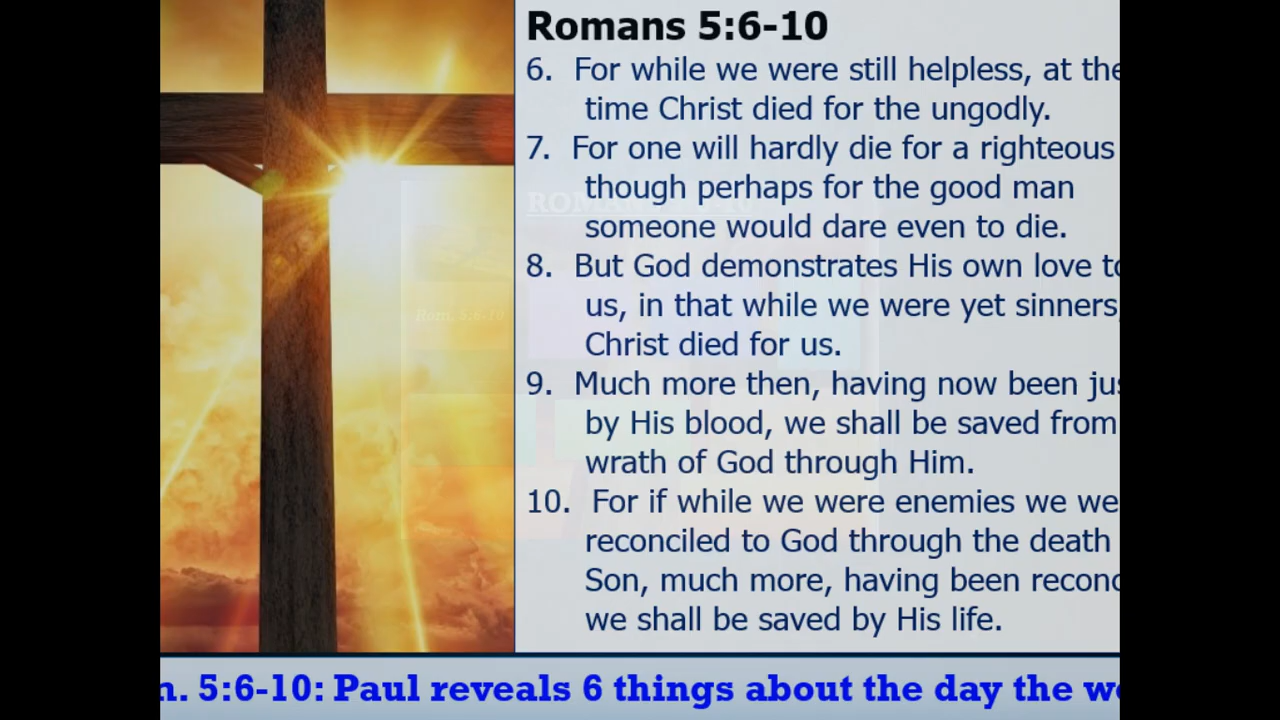 Romans 5:6-10
6. For while we were still helpless, at the
time Christ died for the ungodly.
7. For one will hardly die for a righteous
though perhaps for the good man
someone would dare even to die.
8. But God demonstrates His own love to
us, in that while we were yet sinners,
Christ died for us.
9. Much more then, having now been jus
by His blood, we shall be saved from
wrath of God through Him.
10. For if while we were enemies we we
reconciled to God through the death
Son, much more, having been reconc
we shall be saved by His life.
Rom. 5:6-10
m. 5:6-10: Paul reveals 6 things about the day the wo